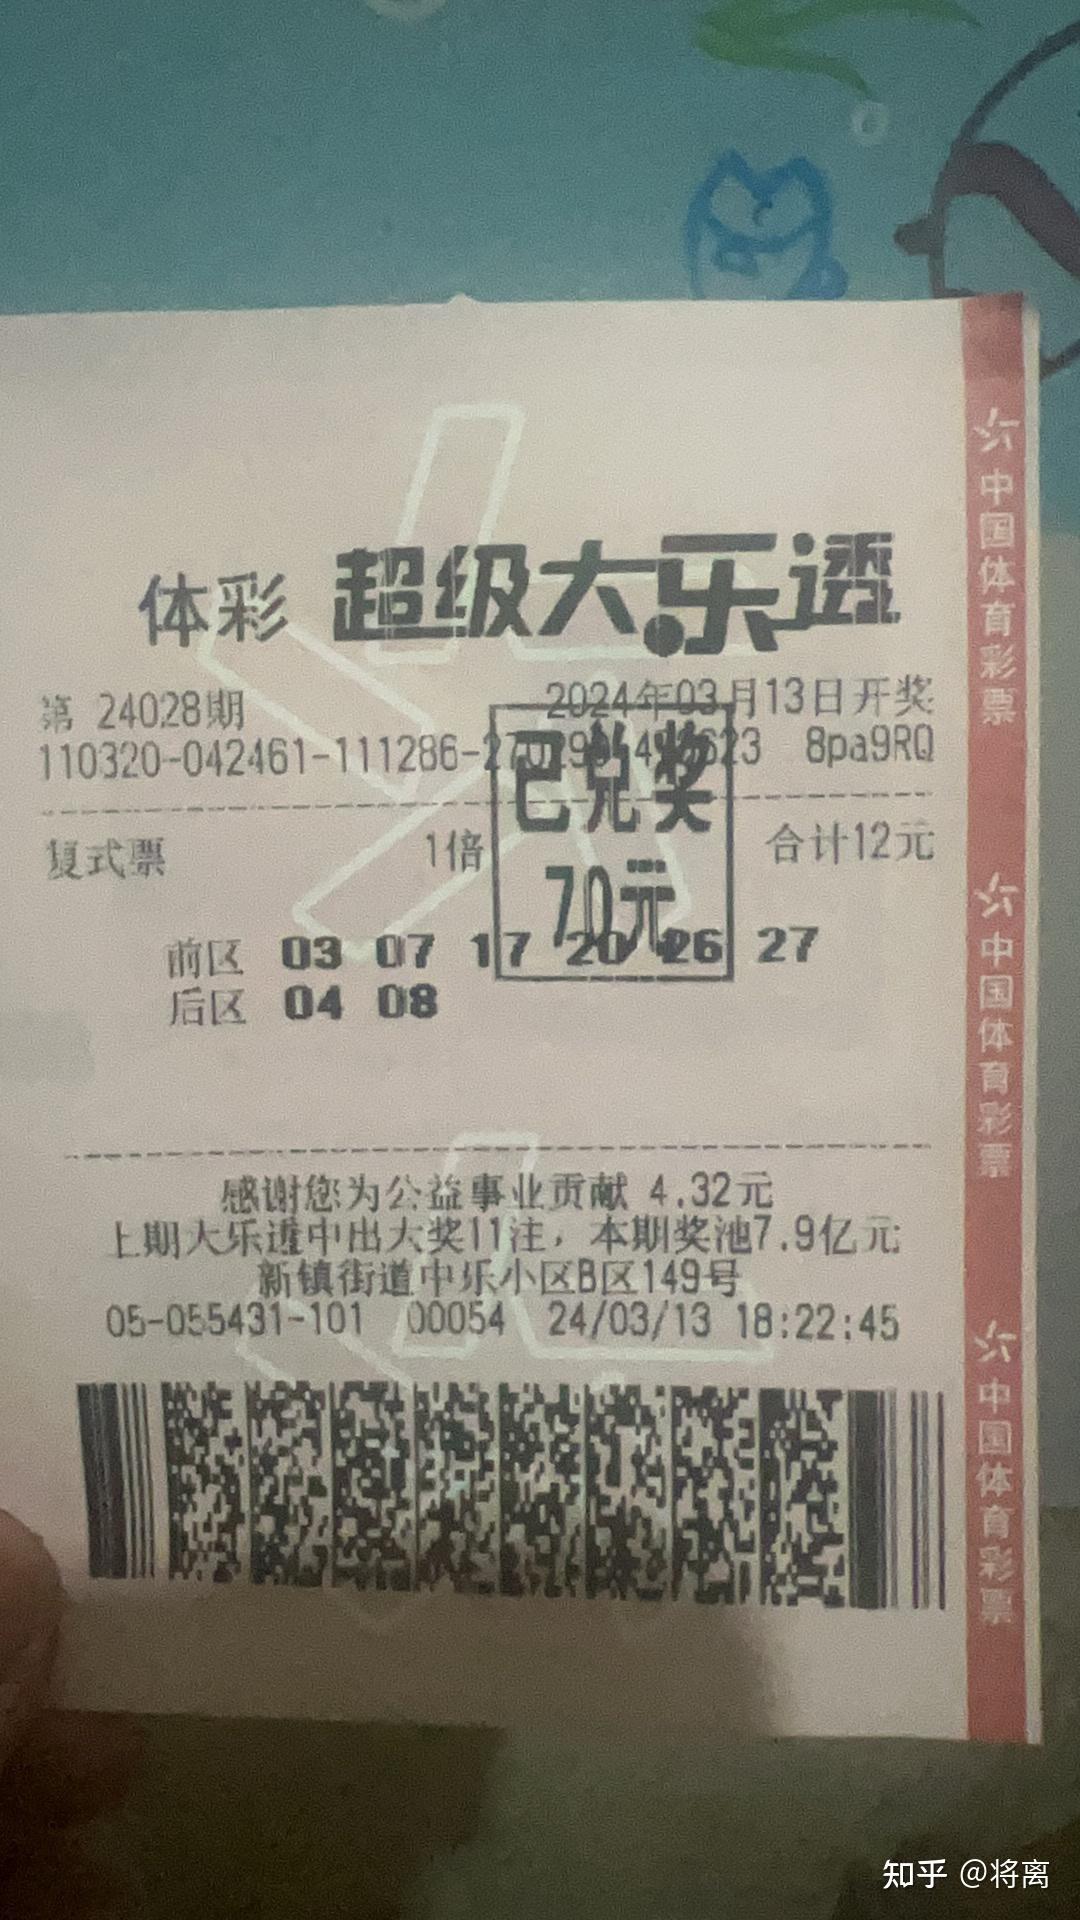 体彩 超级大乐透
第 24028期 2024年03月13日开奖
110320-042461-111286- 623 8pa9RQ
已兑奖
70元
复式票 1倍 合计12元
前区 03 07 17 20 26 27
后区 04 08
感谢您为公益事业贡献 4.32元
上期大乐透中出大奖11注，本期奖池7.9亿元
新镇街道中乐小区B区149号
05-055431-101 00054 24/03/13 18:22:45
中国体育彩票
中国体育彩票
中国体育彩票
知乎 @将离